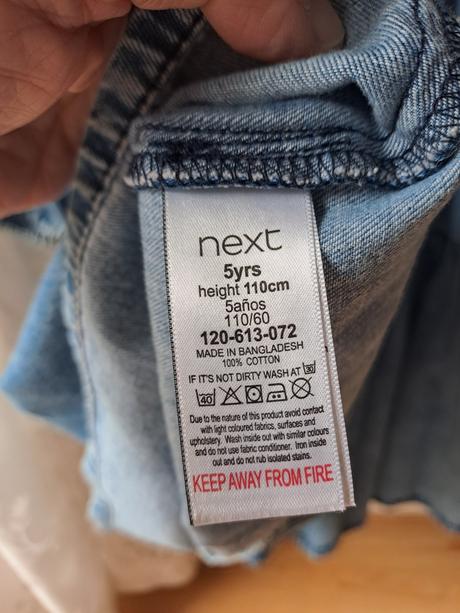 next
5yrs
height 110cm
5años
110/60
120-613-072
MADE IN BANGLADESH
100% COTTON
IF IT'S NOT DIRTY WASH AT 30
40
Due to the nature of this product avoid contact
with light coloured fabrics, surfaces and
upholstery. Wash inside out with similar colours
and do not use fabric conditioner. Iron inside
out and do not rub isolated stains.
KEEP AWAY FROM FIRE